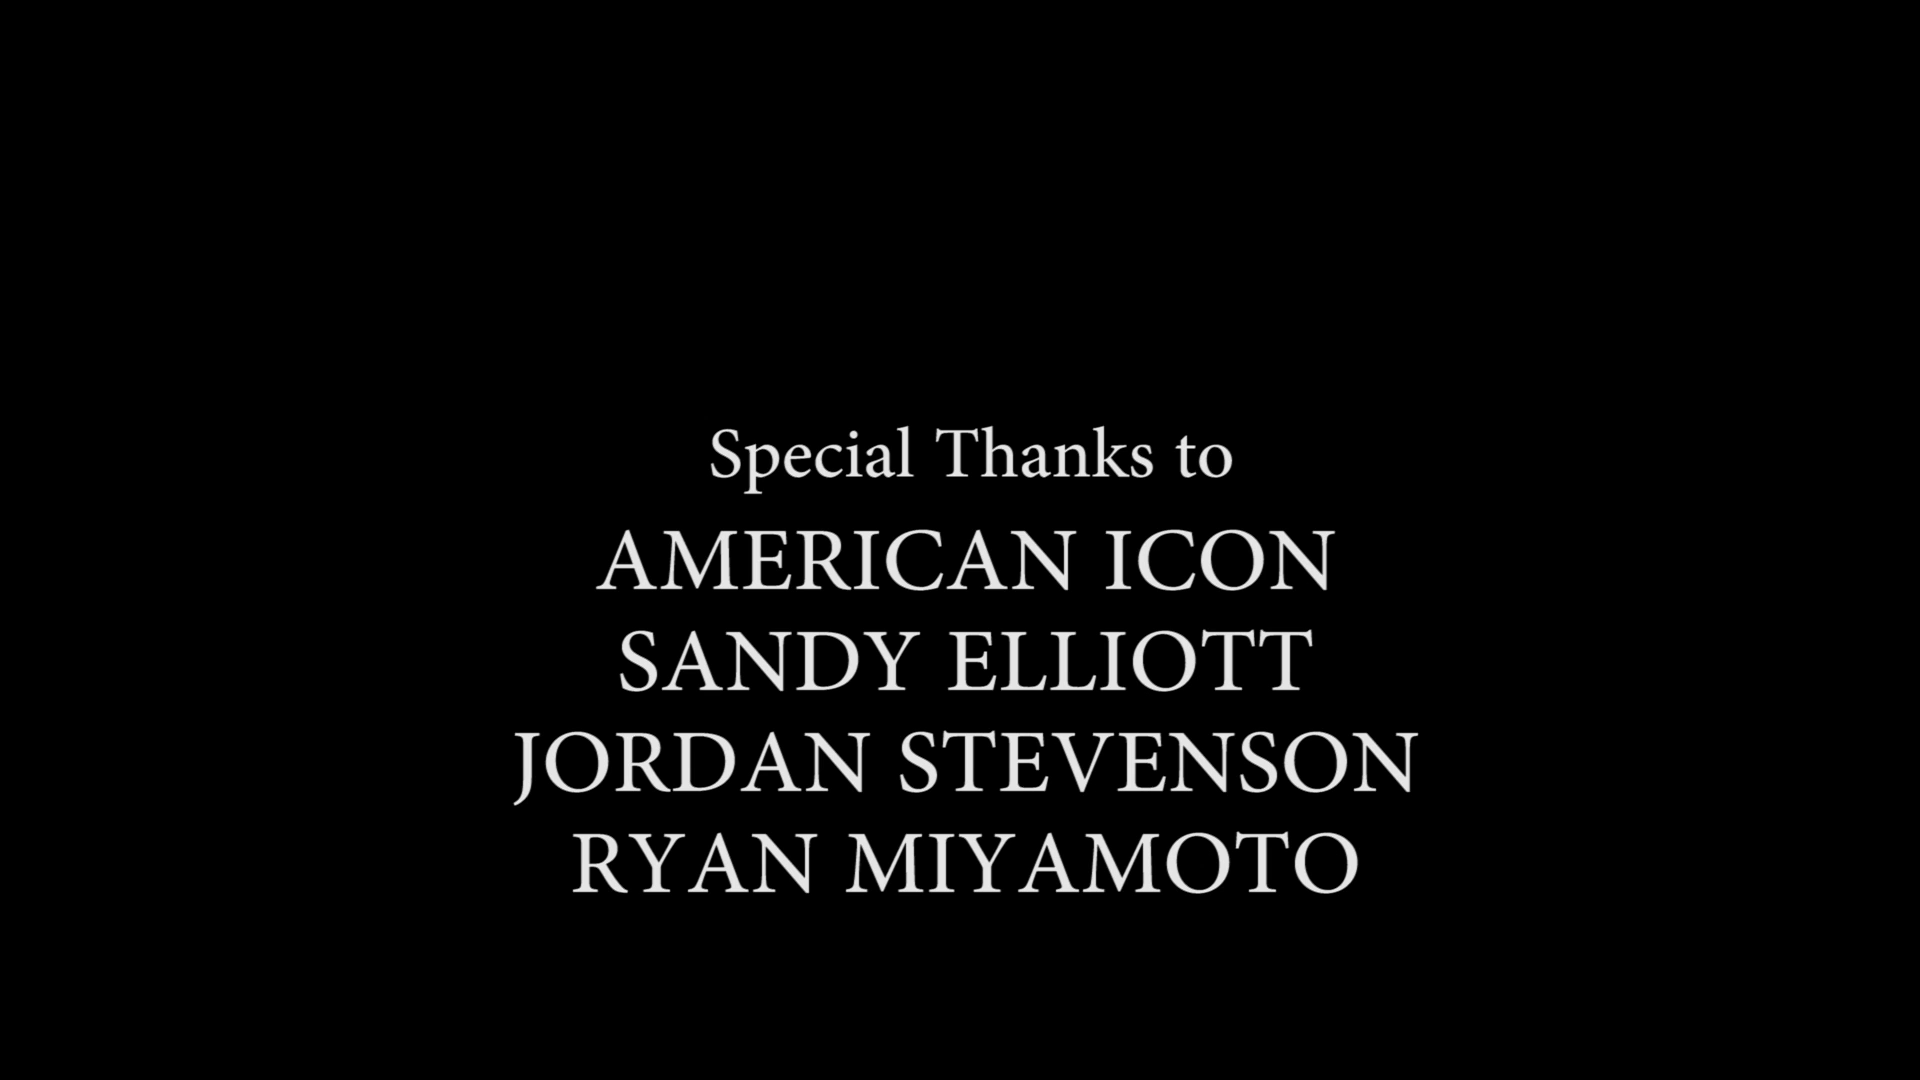 Special Thanks to
AMERICAN ICON
SANDY ELLIOTT
JORDAN STEVENSON
RYAN MIYAMOTO